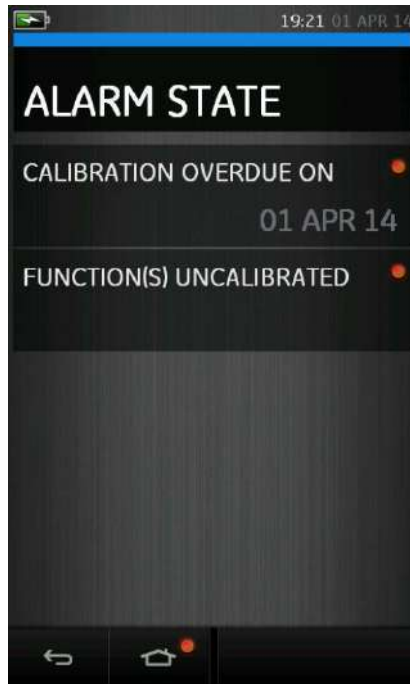 19:21 01 APR 14
ALARM STATE
CALIBRATION OVERDUE ON
01 APR 14
FUNCTION(S) UNCALIBRATED